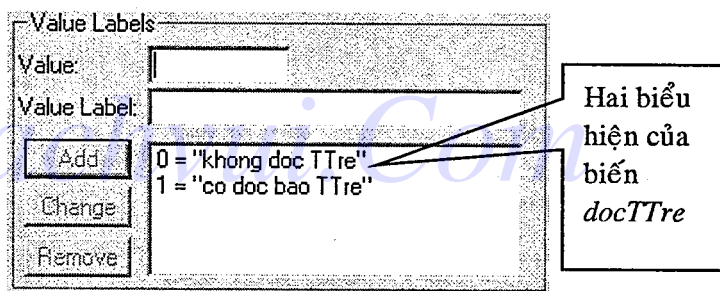 Value Labels
Value:
Value Label:
Add
0 = "khong doc TTre"
1 = "co doc bao TTre"
Change
Remove
Hai biểu
hiện của
biến
docTTre